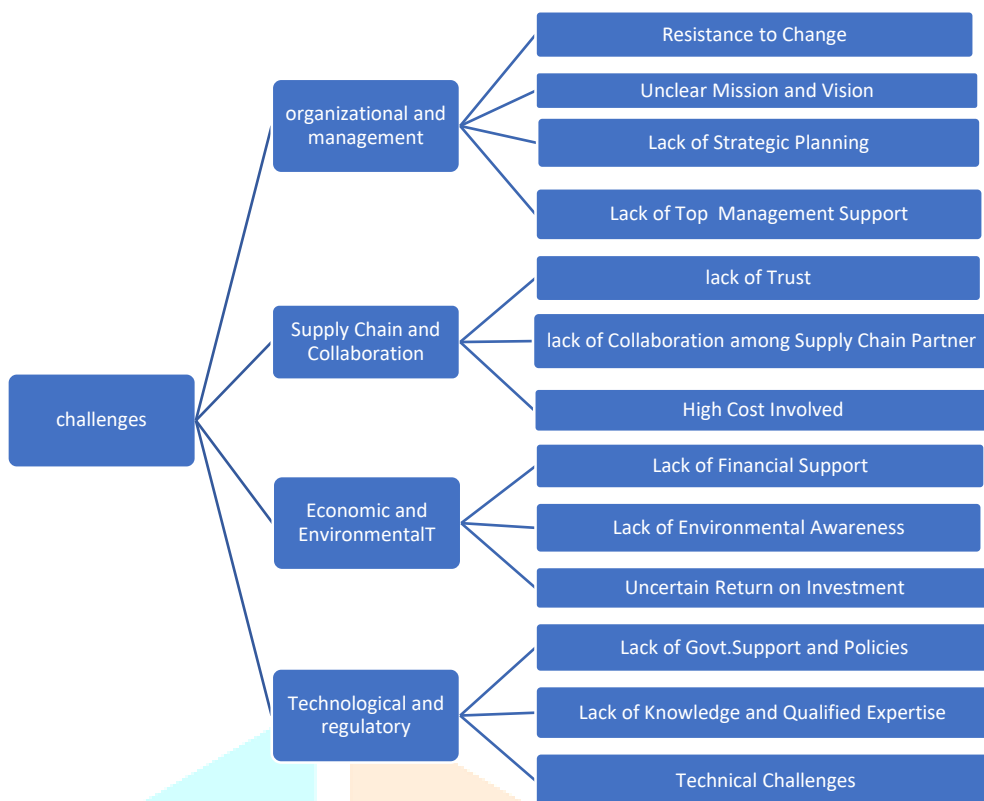 challenges
organizational and
management
Resistance to Change
Unclear Mission and Vision
Lack of Strategic Planning
Lack of Top  Management Support
Supply Chain and
Collaboration
lack of Trust
lack of Collaboration among Supply Chain Partner
High Cost Involved
Economic and
EnvironmentalT
Lack of Financial Support
Lack of Environmental Awareness
Uncertain Return on Investment
Technological and
regulatory
Lack of Govt.Support and Policies
Lack of Knowledge and Qualified Expertise
Technical Challenges